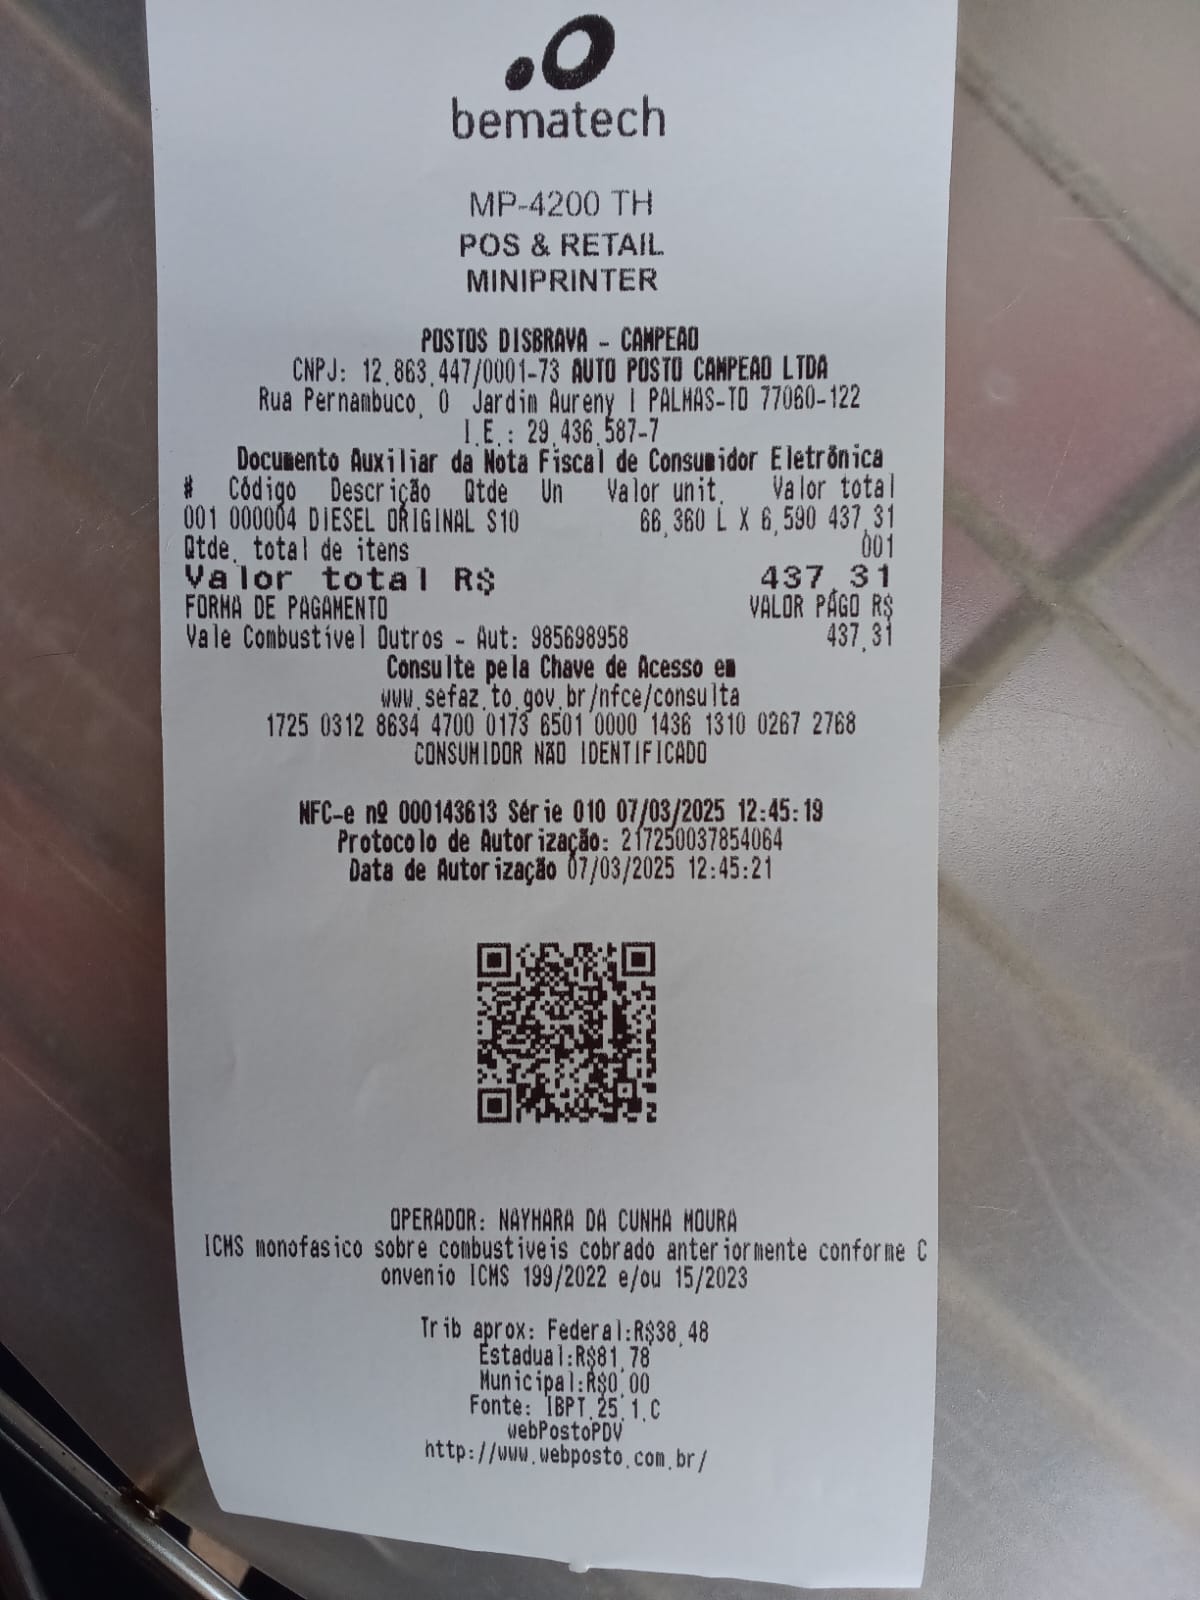 bematech
MP-4200 TH
POS & RETAIL
MINIPRINTER
POSTOS DISBRAVA - CAMPEAO
CNPJ: 12.863.447/0001-73 AUTO POSTO CAMPEAO LTDA
Rua Pernambuco, 0 Jardim Aureny I PALMAS-TO 77060-122
I.E.: 29.436.587-7
Documento Auxiliar da Nota Fiscal de Consumidor Eletrônica
# Código Descrição Qtde Un Valor unit. Valor total
001 000004 DIESEL ORIGINAL S10 66,360 L X 6,590 437,31
Qtde. total de itens 001
Valor total R$ 437,31
FORMA DE PAGAMENTO VALOR PAGO R$
Vale Combustível Outros - Aut: 985698958 437,31
Consulte pela Chave de Acesso em
www.sefaz.to.gov.br/nfce/consulta
1725 0312 8634 4700 0173 6501 0000 1436 1310 0267 2768
CONSUMIDOR NÃO IDENTIFICADO
NFC-e nº 000143613 Série 010 07/03/2025 12:45:19
Protocolo de Autorização: 217250037854064
Data de Autorização 07/03/2025 12:45:21
OPERADOR: NAYHARA DA CUNHA MOURA
ICMS monofasico sobre combustiveis cobrado anteriormente conforme C
onvenio ICMS 199/2022 e/ou 15/2023
Trib aprox: Federal:R$38,48
Estadual:R$81,78
Municipal:R$0,00
Fonte: IBPT.25.1.C
webPostoPDV
http://www.webposto.com.br/